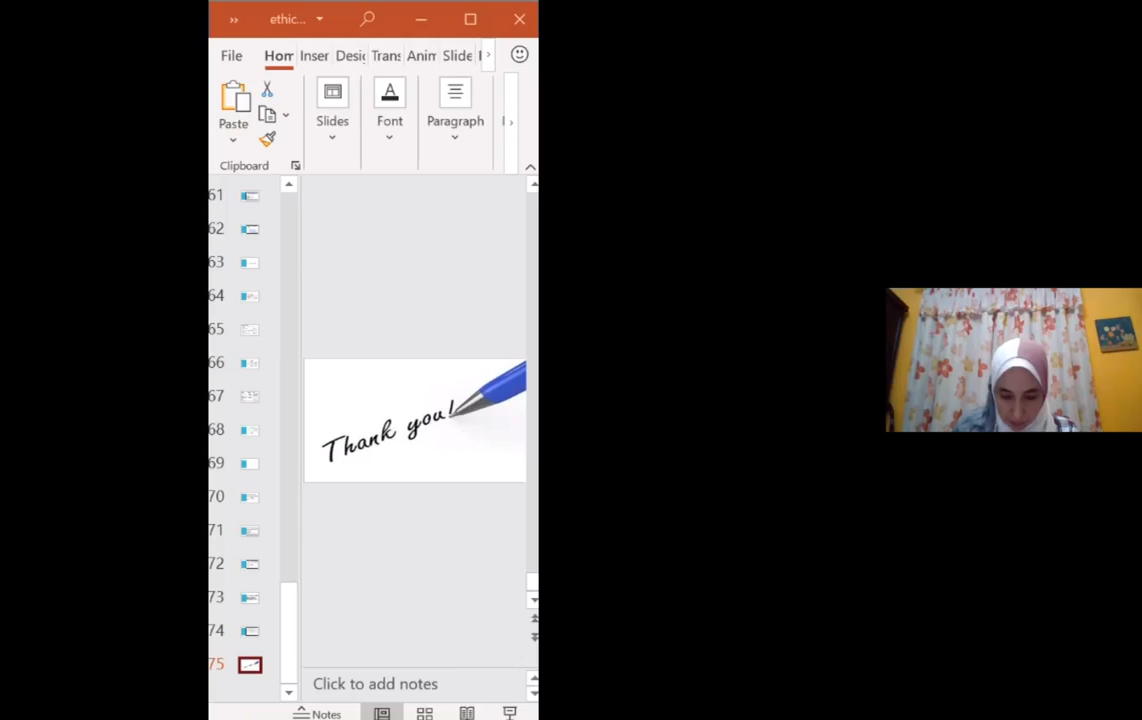 ethic...
File Hom Inser Desig Trans Anim Slide
Paste
Slides
Font
Paragraph
Clipboard
61
62
63
64
65
66
67
68
69
70
71
72
73
74
75
Thank you!
Click to add notes
Notes